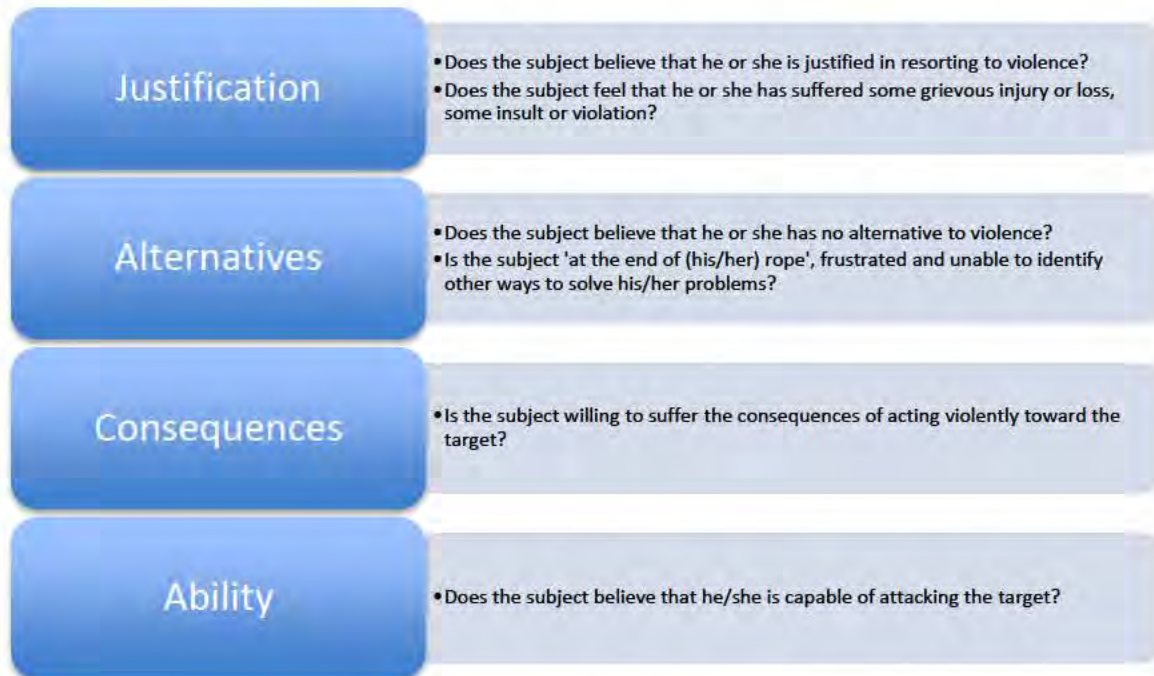 Justification
•Does the subject believe that he or she is justified in resorting to violence?
•Does the subject feel that he or she has suffered some grievous injury or loss,
some insult or violation?
Alternatives
•Does the subject believe that he or she has no alternative to violence?
•Is the subject 'at the end of (his/her) rope', frustrated and unable to identify
other ways to solve his/her problems?
Consequences
•Is the subject willing to suffer the consequences of acting violently toward the
target?
Ability
•Does the subject believe that he/she is capable of attacking the target?